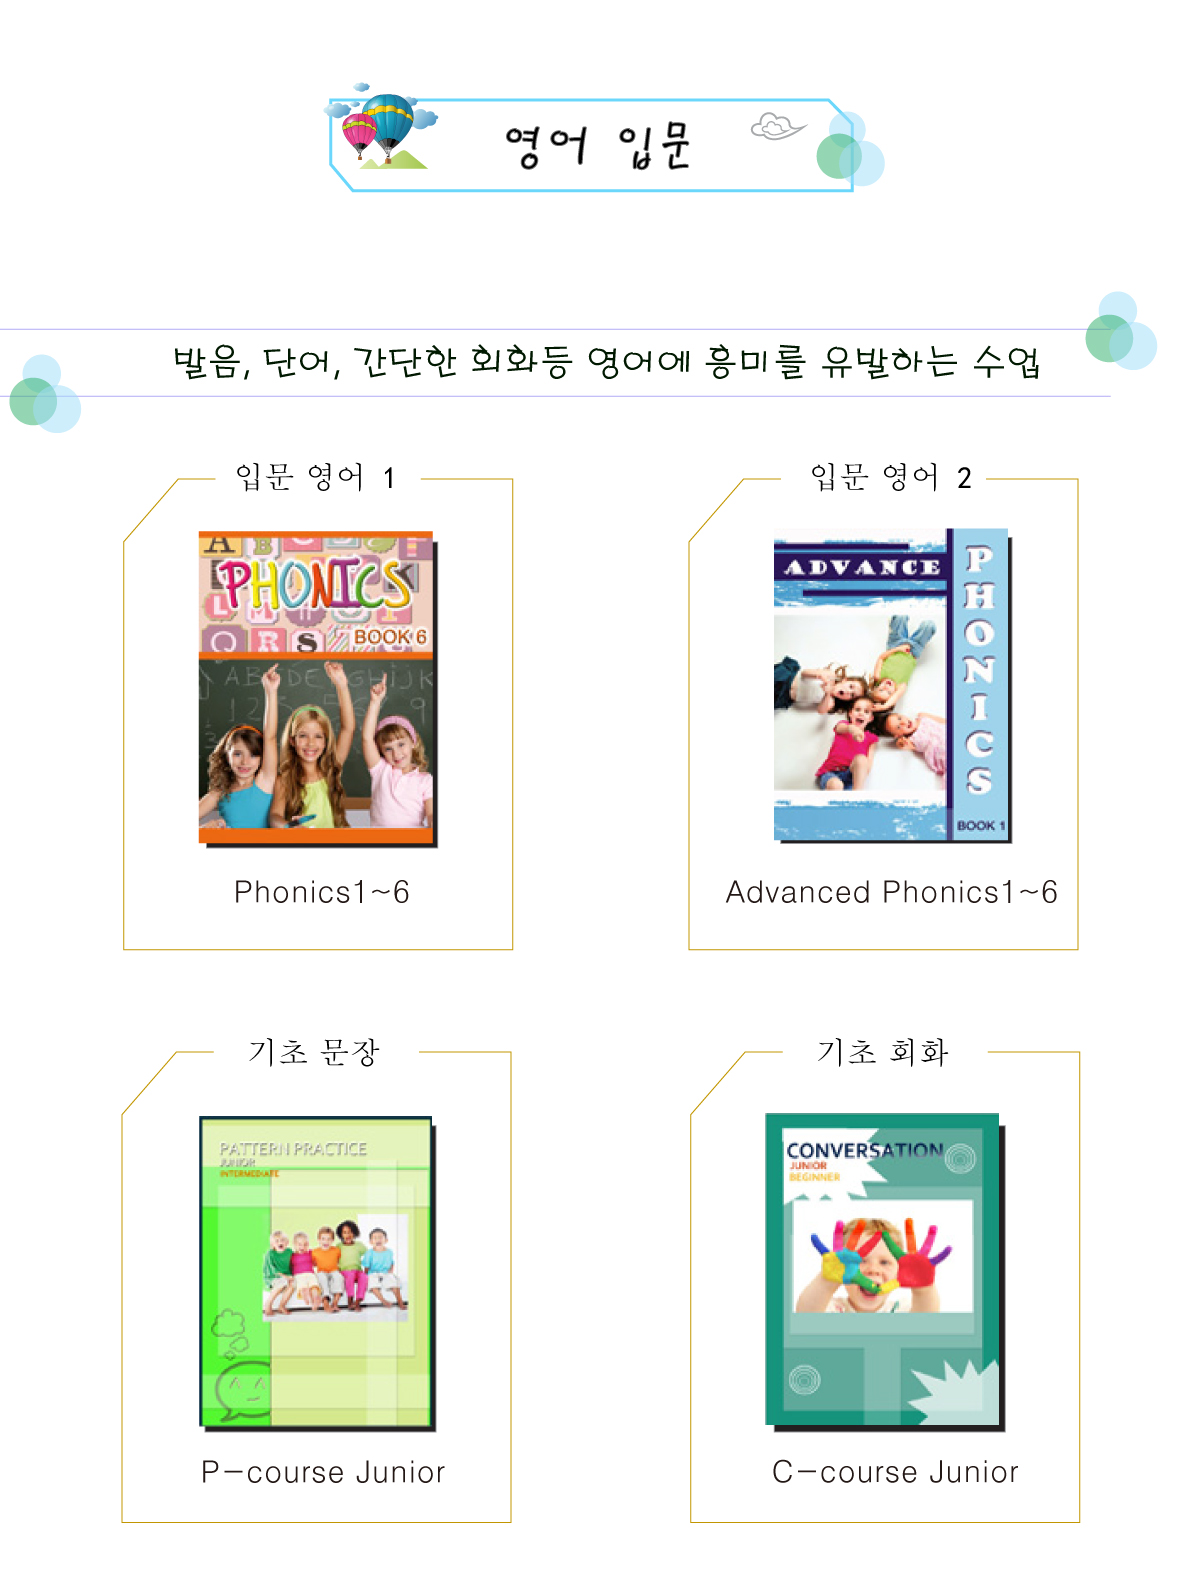 영어 입문
발음, 단어, 간단한 회화등 영어에 흥미를 유발하는 수업
입문 영어 1
PHONICS
BOOK 6
Phonics1~6
입문 영어 2
ADVANCE
PHONICS
BOOK 1
Advanced Phonics1~6
기초 문장
PATTERN PRACTICE
JUNIOR
INTERMEDIATE
P-course Junior
기초 회화
CONVERSATION
JUNIOR
BEGINNER
C-course Junior